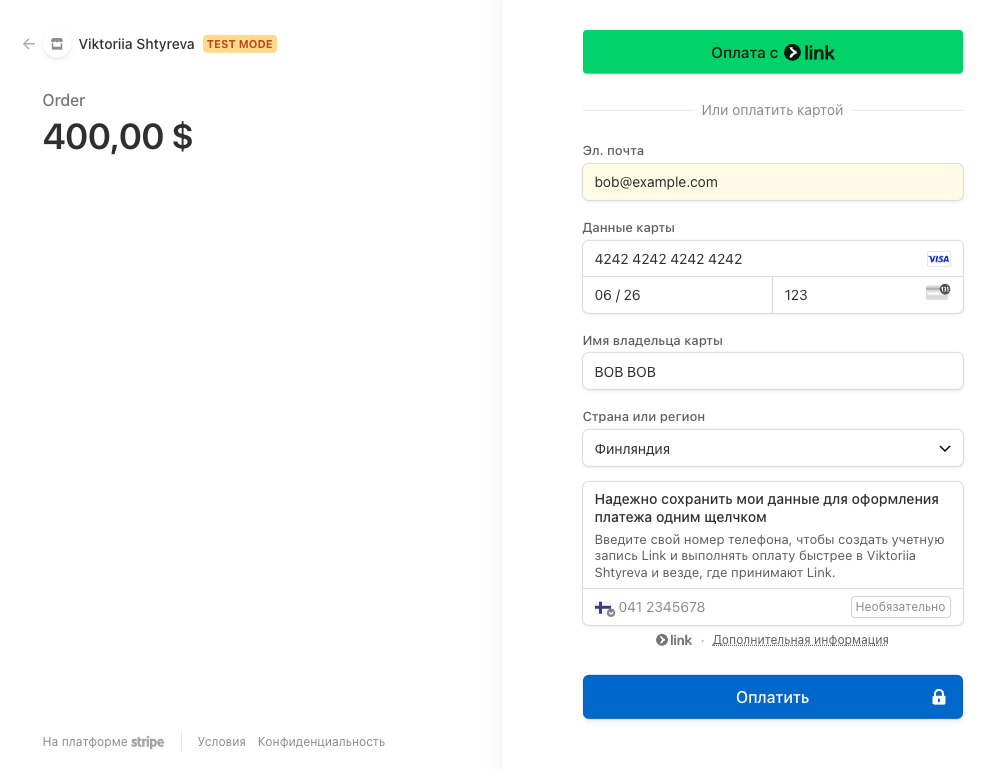 Viktoriia Shtyreva TEST MODE
Order
400,00 $
Оплата с link
Или оплатить картой
Эл. почта
bob@example.com
Данные карты
4242 4242 4242 4242 VISA
06 / 26 123 135
Имя владельца карты
BOB BOB
Страна или регион
Финляндия
Надежно сохранить мои данные для оформления
платежа одним щелчком
Введите свой номер телефона, чтобы создать учетную
запись Link и выполнять оплату быстрее в Viktoriia
Shtyreva и везде, где принимают Link.
041 2345678 Необязательно
link · Дополнительная информация
Оплатить
На платформе stripe Условия Конфиденциальность